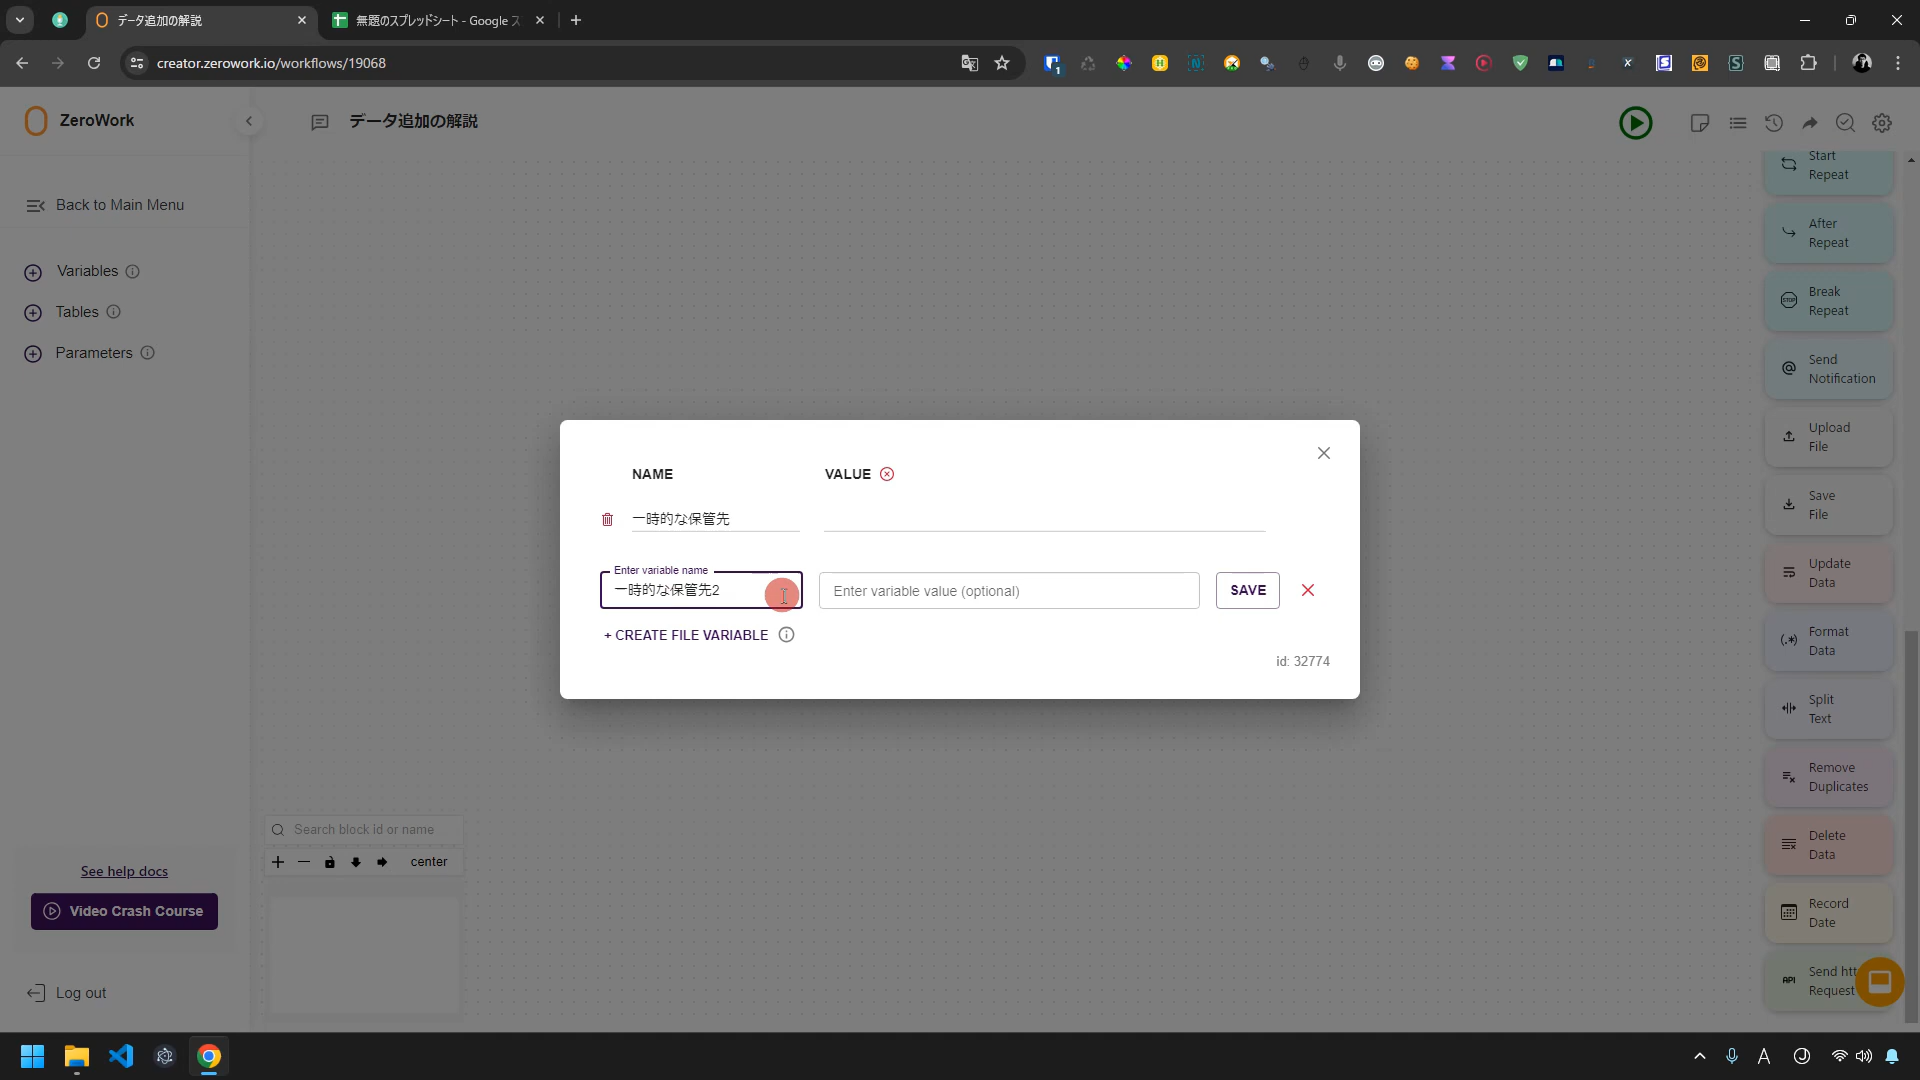 データ追加の解説
無題のスプレッドシート - Google ス
creator.zerowork.io/workflows/19068
ZeroWork
データ追加の解説
Back to Main Menu
Variables
Tables
Parameters
See help docs
Video Crash Course
Log out
Search block id or name
center
NAME
VALUE
一時的な保管先
Enter variable name
一時的な保管先2
Enter variable value (optional)
SAVE
+ CREATE FILE VARIABLE
id: 32774
Start
Repeat
After
Repeat
Break
Repeat
Send
Notification
Upload
File
Save
File
Update
Data
Format
Data
Split
Text
Remove
Duplicates
Delete
Data
Record
Date
API
Send htt
Request